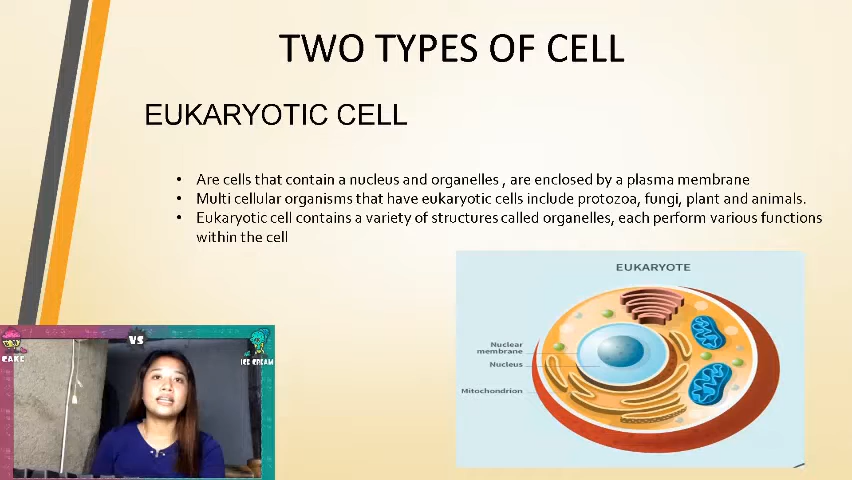 TWO TYPES OF CELL
EUKARYOTIC CELL
• Are cells that contain a nucleus and organelles , are enclosed by a plasma membrane
• Multi cellular organisms that have eukaryotic cells include protozoa, fungi, plant and animals.
• Eukaryotic cell contains a variety of structures called organelles, each perform various functions
within the cell
EUKARYOTE
Nuclear
membrane
Nucleus
Mitochondrion
VS
CAKE
ICE CREAM